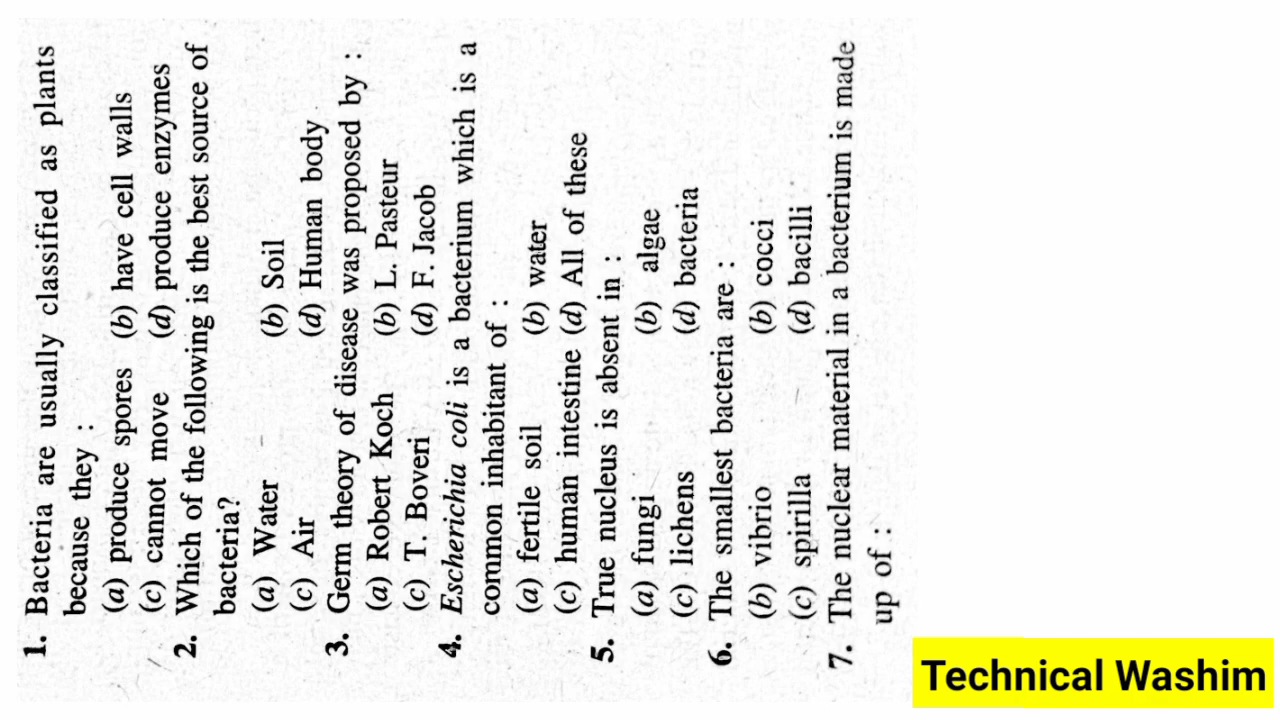 1. Bacteria are usually classified as plants
because they :
(a) produce spores (b) have cell walls
(c) cannot move (d) produce enzymes
2. Which of the following is the best source of
bacteria?
(a) Water (b) Soil
(c) Air (d) Human body
3. Germ theory of disease was proposed by :
(a) Robert Koch (b) L. Pasteur
(c) T. Boveri (d) F. Jacob
4. Escherichia coli is a bacterium which is a
common inhabitant of :
(a) fertile soil (b) water
(c) human intestine (d) All of these
5. True nucleus is absent in :
(a) fungi (b) algae
(c) lichens (d) bacteria
6. The smallest bacteria are :
(b) vibrio (b) cocci
(c) spirilla (d) bacilli
7. The nuclear material in a bacterium is made
up of :
Technical Washim